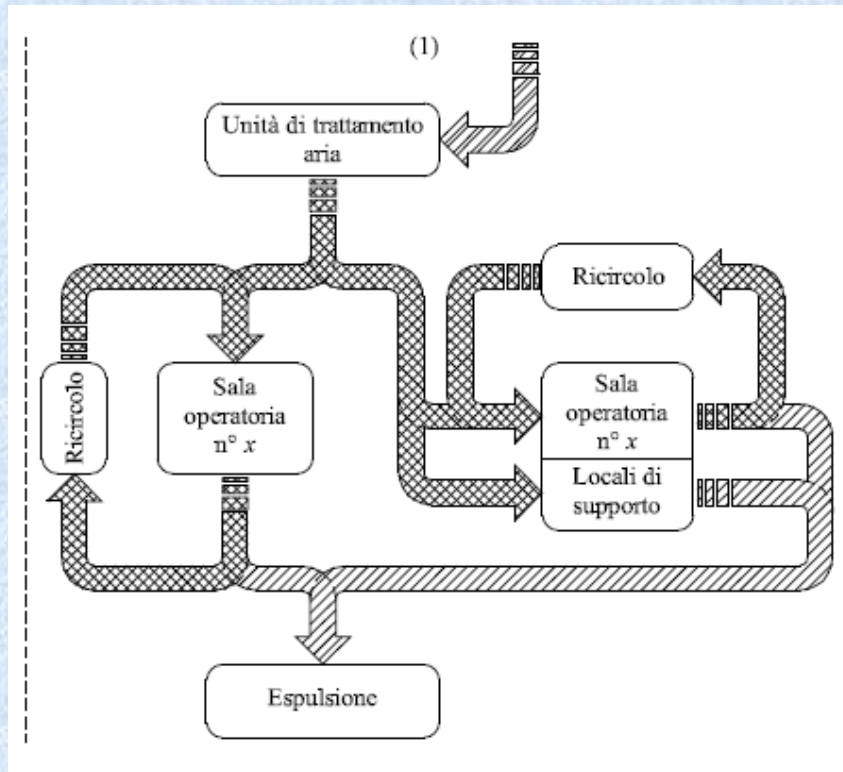 (1)
Unità di trattamento
aria
Ricircolo
Ricircolo
Sala
operatoria
n° x
Sala
operatoria
n° x
Locali di
supporto
Espulsione